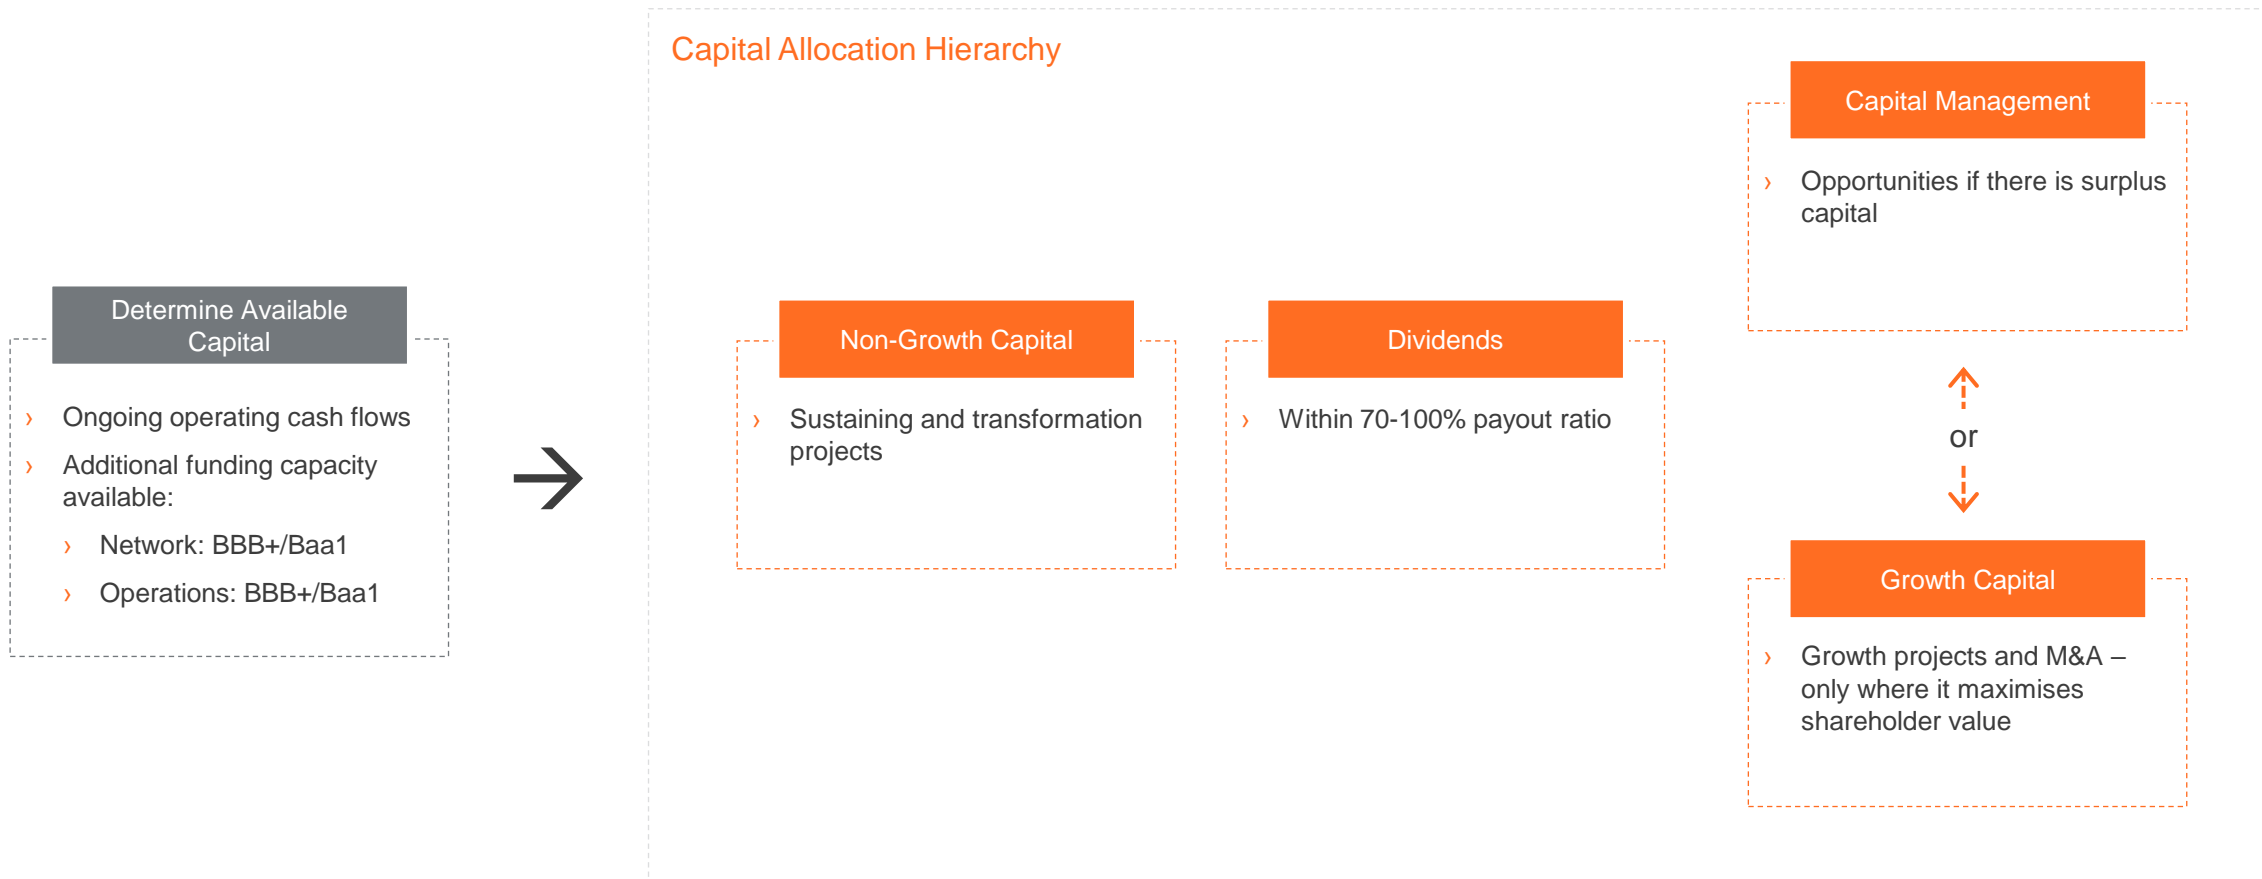 Capital Allocation Hierarchy
Determine Available
Capital
› Ongoing operating cash flows
› Additional funding capacity
available:
› Network: BBB+/Baa1
› Operations: BBB+/Baa1
Non-Growth Capital
› Sustaining and transformation
projects
Dividends
› Within 70-100% payout ratio
Capital Management
› Opportunities if there is surplus
capital
or
Growth Capital
› Growth projects and M&A –
only where it maximises
shareholder value